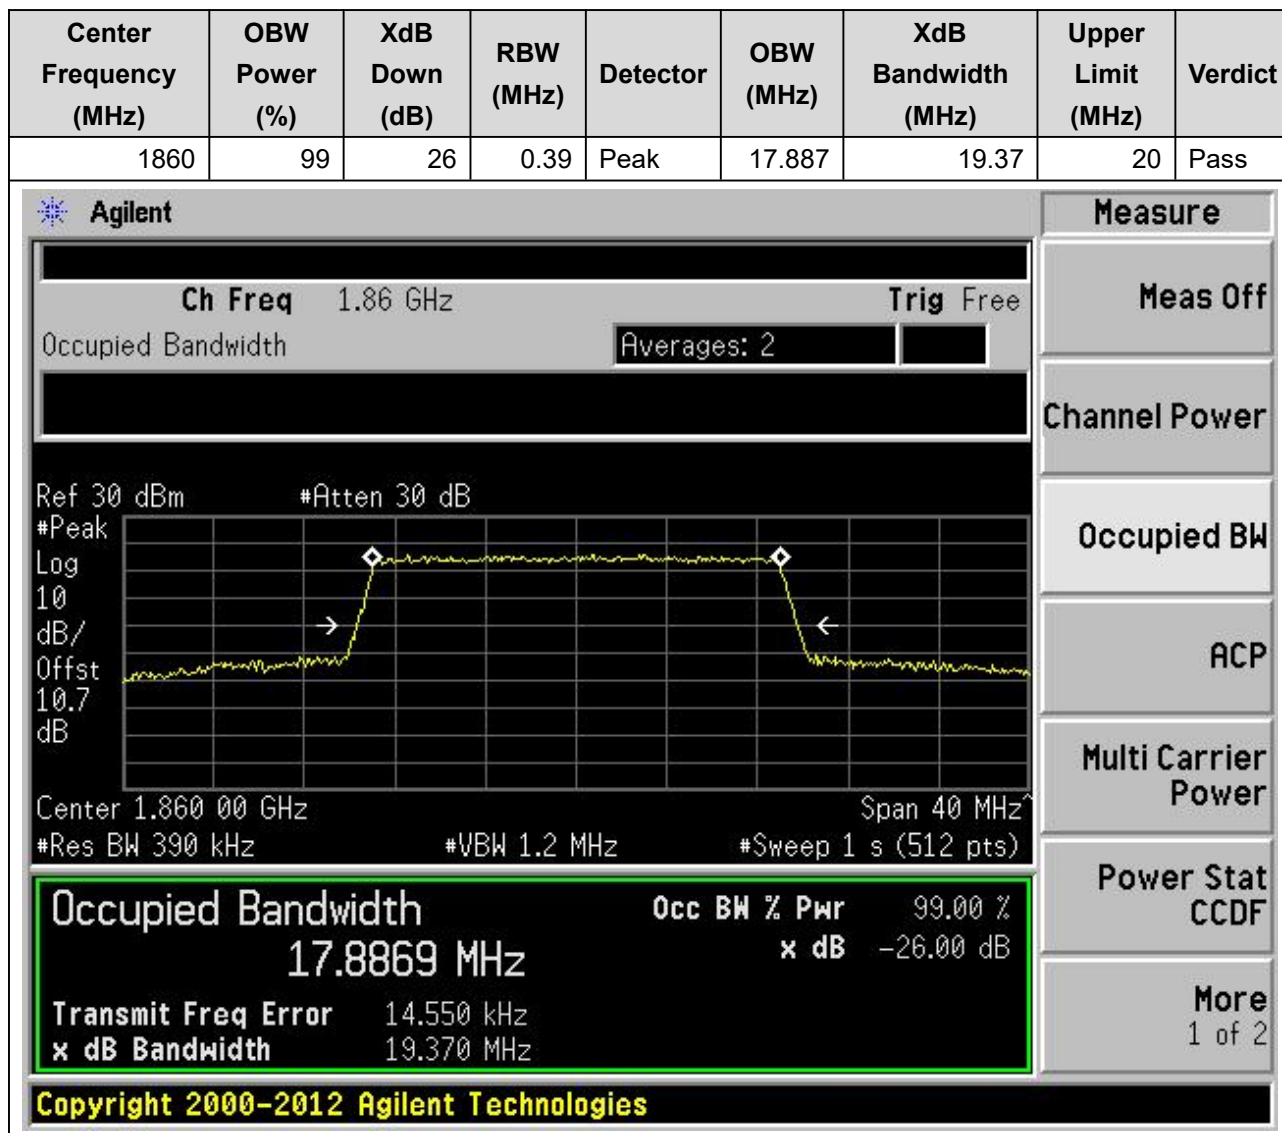 Center Frequency (MHz) OBW Power (%) XdB Down (dB) RBW (MHz) Detector OBW (MHz) XdB Bandwidth (MHz) Upper Limit (MHz) Verdict
1860 99 26 0.39 Peak 17.887 19.37 20 Pass
Agilent
Measure
Ch Freq 1.86 GHz Trig Free
Meas Off
Occupied Bandwidth Averages: 2
Channel Power
Ref 30 dBm #Atten 30 dB
#Peak
Log
10
dB/
Offst
10.7
dB
Occupied BW
ACP
Multi Carrier
Power
Center 1.860 00 GHz Span 40 MHz^
#Res BW 390 kHz #VBW 1.2 MHz #Sweep 1 s (512 pts)
Power Stat
CCDF
Occupied Bandwidth Occ BW % Pwr 99.00 %
17.8869 MHz x dB -26.00 dB
Transmit Freq Error 14.550 kHz
x dB Bandwidth 19.370 MHz
More
1 of 2
Copyright 2000-2012 Agilent Technologies